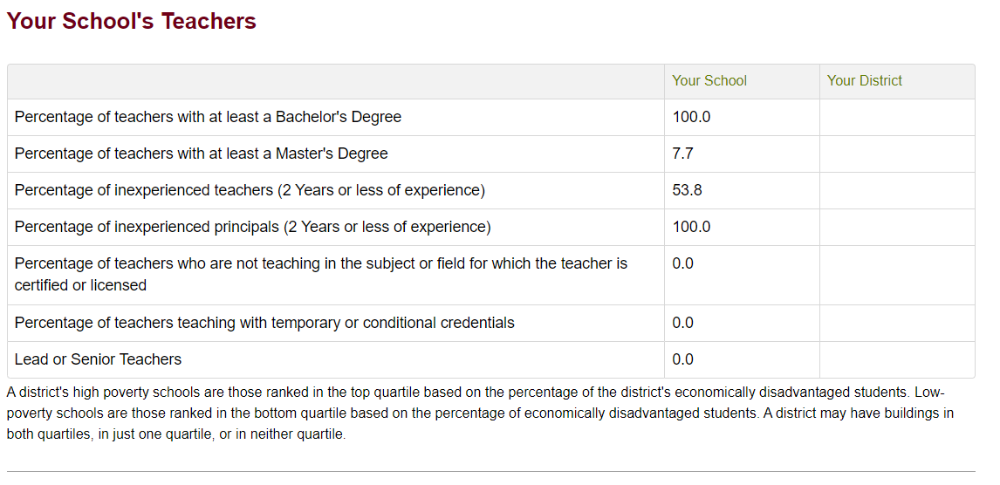 Your School's Teachers
Your School Your District
Percentage of teachers with at least a Bachelor's Degree 100.0
Percentage of teachers with at least a Master's Degree 7.7
Percentage of inexperienced teachers (2 Years or less of experience) 53.8
Percentage of inexperienced principals (2 Years or less of experience) 100.0
Percentage of teachers who are not teaching in the subject or field for which the teacher is 0.0
certified or licensed
Percentage of teachers teaching with temporary or conditional credentials 0.0
Lead or Senior Teachers 0.0
A district's high poverty schools are those ranked in the top quartile based on the percentage of the district's economically disadvantaged students. Low-
poverty schools are those ranked in the bottom quartile based on the percentage of economically disadvantaged students. A district may have buildings in
both quartiles, in just one quartile, or in neither quartile.